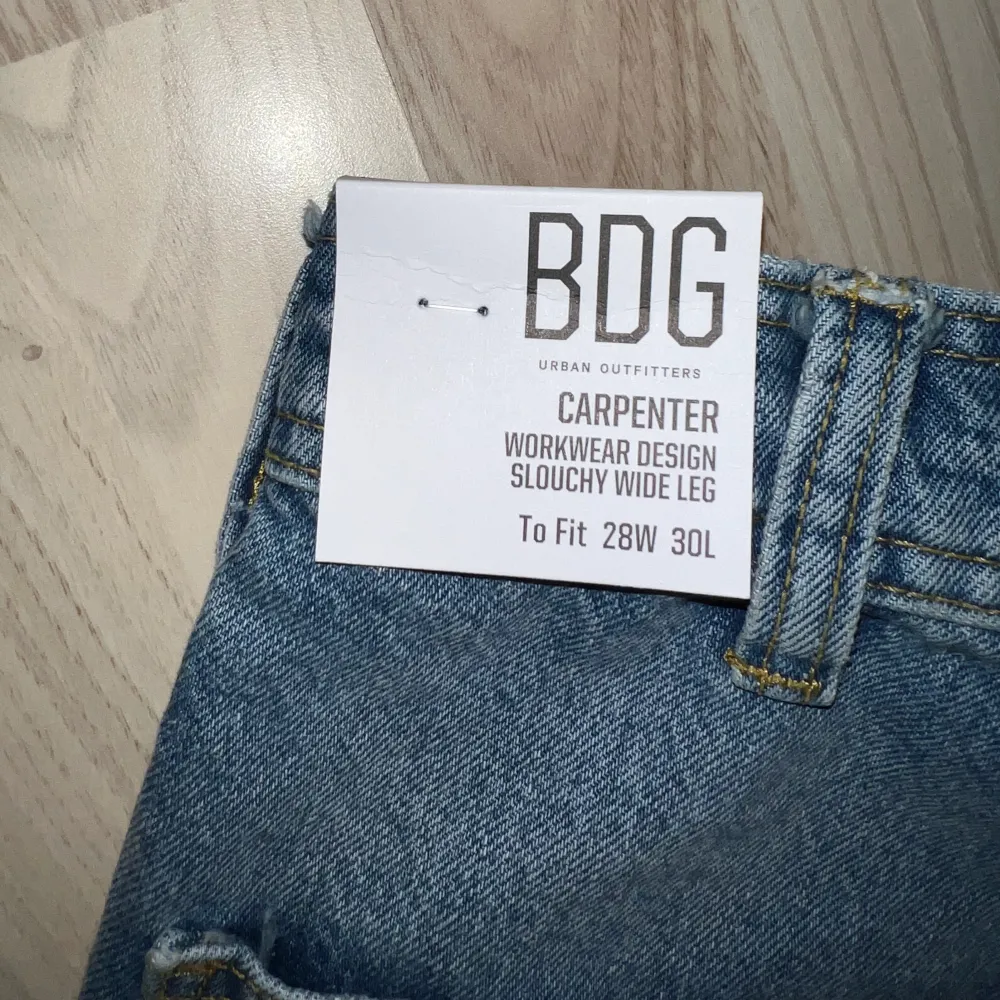 BDG
URBAN OUTFITTERS
CARPENTER
WORKWEAR DESIGN
SLOUCHY WIDE LEG
To Fit 28W 30L